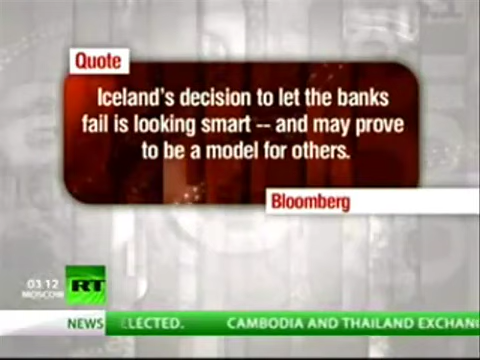 Quote
Iceland's decision to let the banks
fail is looking smart -- and may prove
to be a model for others.
Bloomberg
03:12
MOSCOW
RT
NEWS
ELECTED.
CAMBODIA AND THAILAND EXCHAN